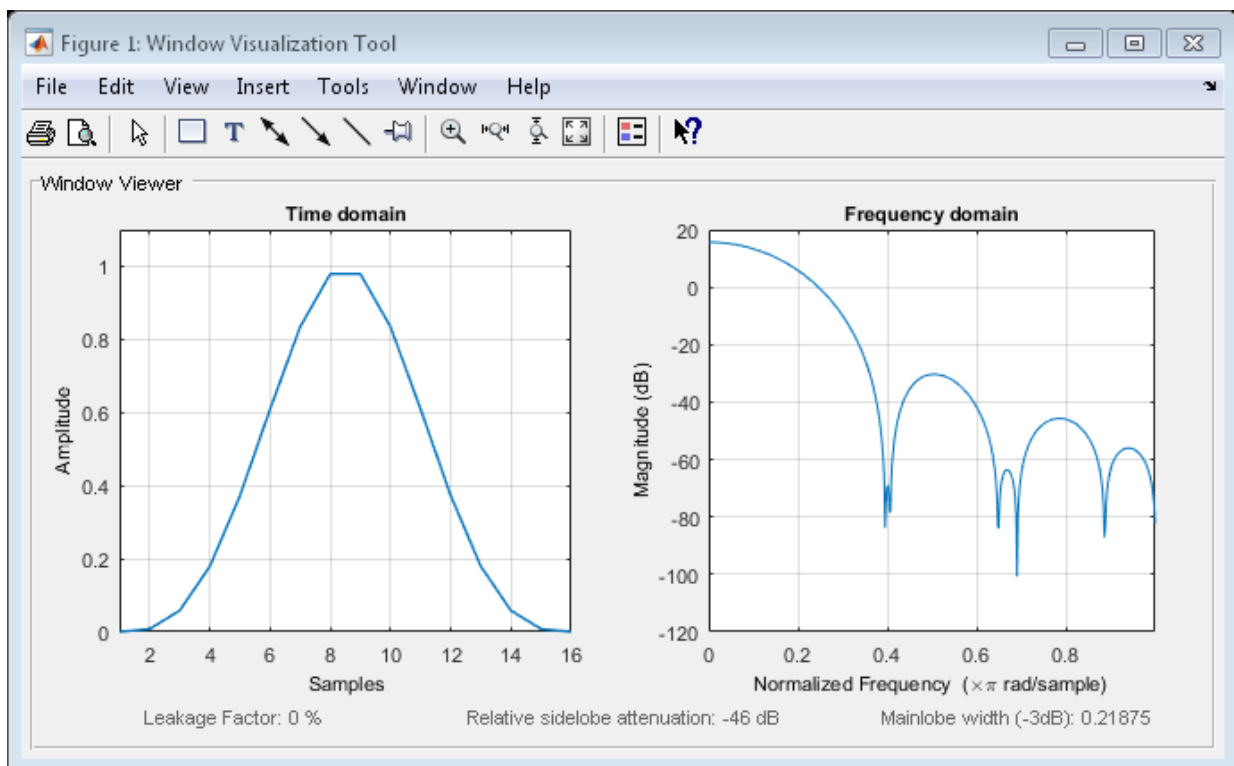 Figure 1: Window Visualization Tool
File Edit View Insert Tools Window Help
T
?
Window Viewer
Time domain
1
0.8
0.6
0.4
0.2
0
Amplitude
2 4 6 8 10 12 14 16
Samples
Frequency domain
20
0
-20
-40
-60
-80
-100
-120
Magnitude (dB)
0 0.2 0.4 0.6 0.8
Normalized Frequency (×π rad/sample)
Leakage Factor: 0 % Relative sidelobe attenuation: -46 dB Mainlobe width (-3dB): 0.21875